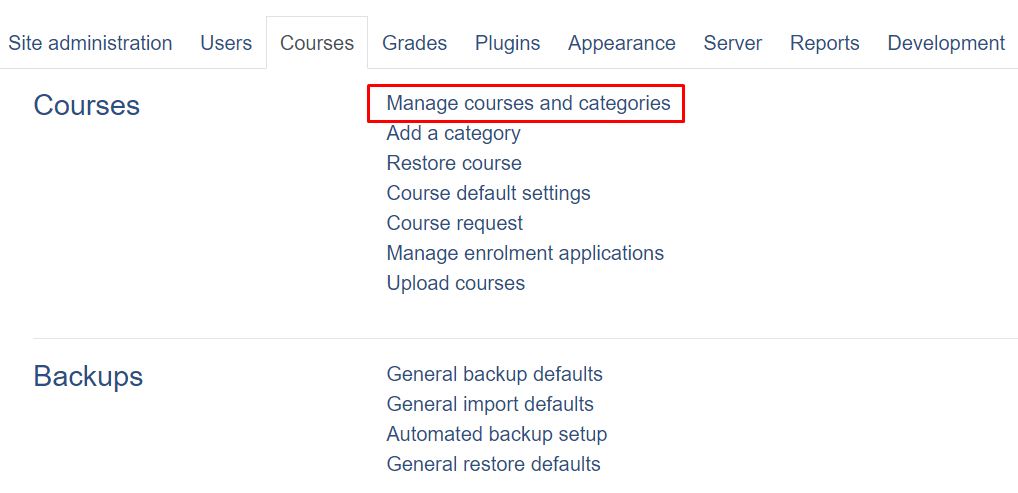 Site administration Users Courses Grades Plugins Appearance Server Reports Development
Courses
Manage courses and categories
Add a category
Restore course
Course default settings
Course request
Manage enrolment applications
Upload courses
Backups
General backup defaults
General import defaults
Automated backup setup
General restore defaults